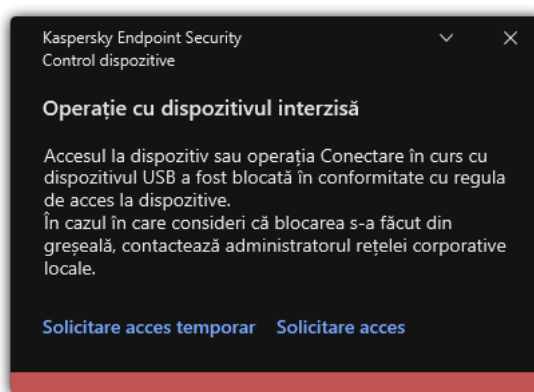 Kaspersky Endpoint Security
Control dispozitive
Operație cu dispozitivul interzisă
Accesul la dispozitiv sau operația Conectare în curs cu
dispozitivul USB a fost blocată în conformitate cu regula
de acces la dispozitive.
În cazul în care consideri că blocarea s-a făcut din
greșeală, contactează administratorul rețelei corporative
locale.
Solicitare acces temporar Solicitare acces